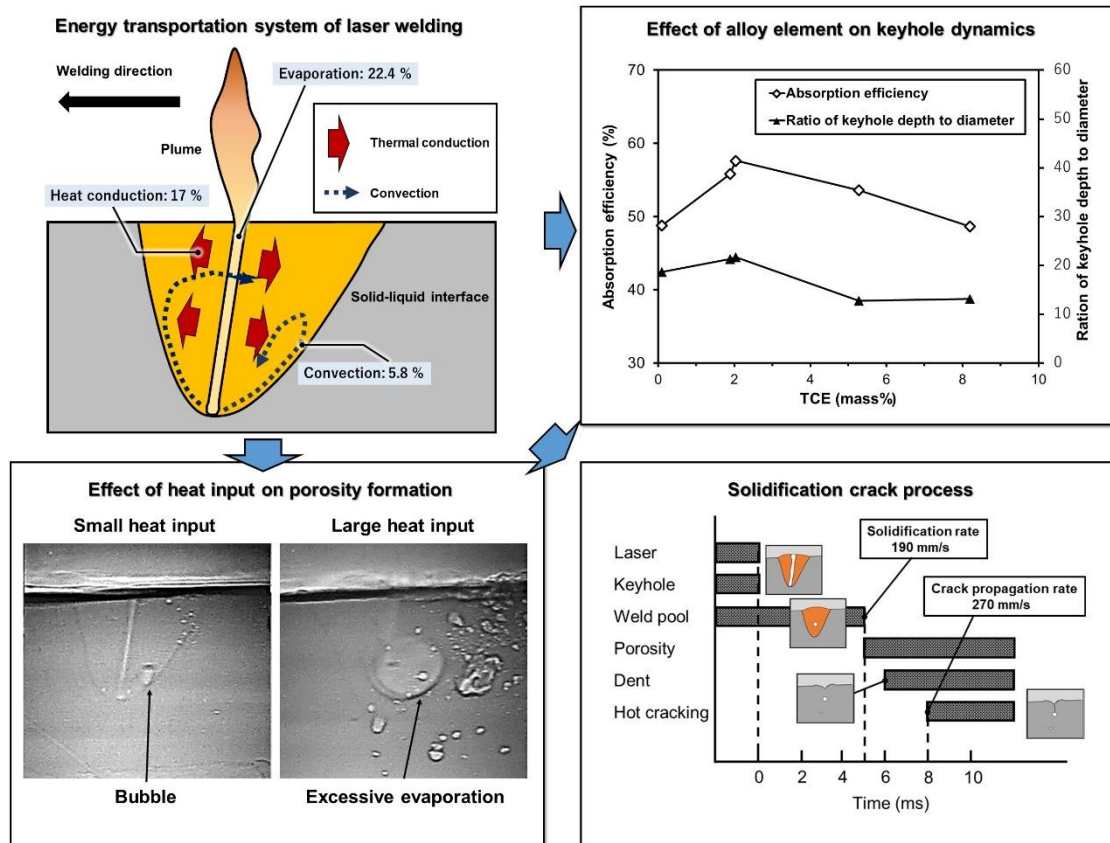 Energy transportation system of laser welding
Welding direction
Evaporation: 22.4 %
Plume
Thermal conduction
Convection
Heat conduction: 17 %
Solid-liquid interface
Convection: 5.8 %
Effect of alloy element on keyhole dynamics
70
60
50
40
30
Absorption efficiency (%)
Absorption efficiency
Ratio of keyhole depth to diameter
60
50
40
30
20
10
0
Ration of keyhole depth to diameter
0 2 4 6 8 10
TCE (mass%)
Effect of heat input on porosity formation
Small heat input
Large heat input
Bubble
Excessive evaporation
Solidification crack process
Laser
Keyhole
Weld pool
Porosity
Dent
Hot cracking
Solidification rate
190 mm/s
Crack propagation
rate
270 mm/s
0 2 4 6 8 10
Time (ms)